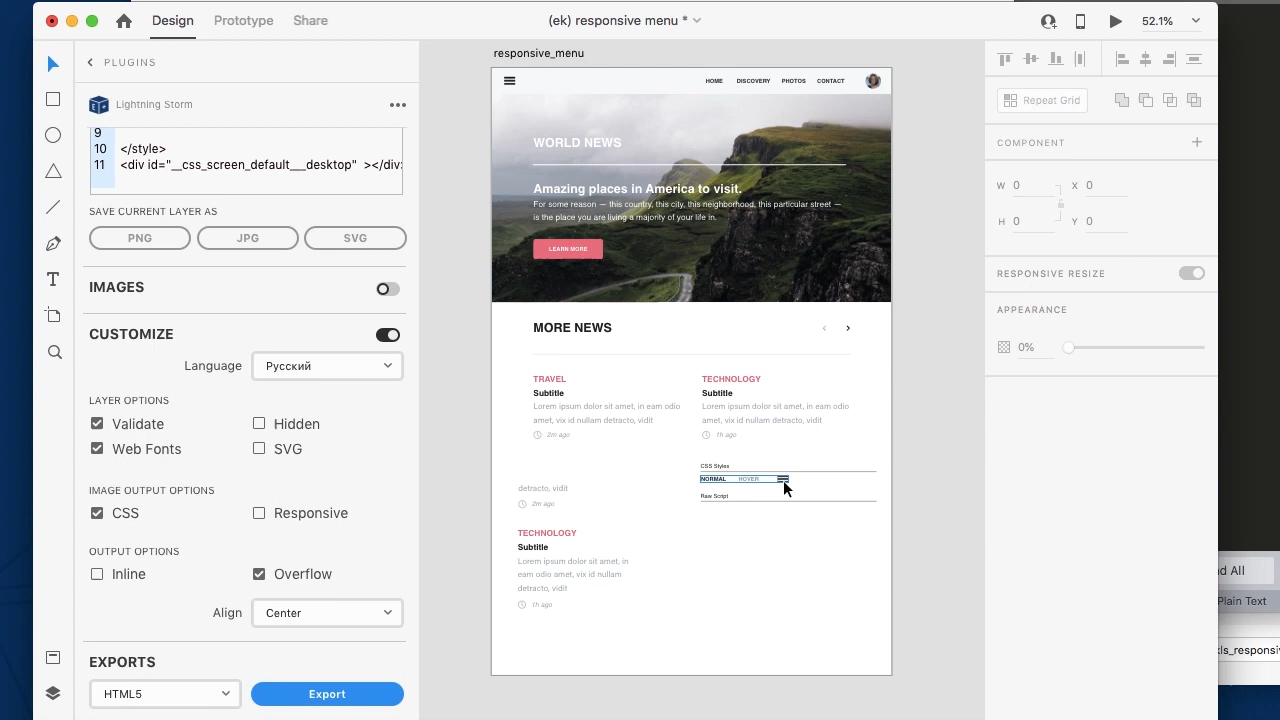 Design
Prototype
Share
(ek) responsive menu *
52.1%
PLUGINS
Lightning Storm
9
10 </style>
11 <div id="__css_screen_default___desktop" ></div>
SAVE CURRENT LAYER AS
PNG
JPG
SVG
IMAGES
CUSTOMIZE
Language
Русский
LAYER OPTIONS
Validate
Hidden
Web Fonts
SVG
IMAGE OUTPUT OPTIONS
CSS
Responsive
OUTPUT OPTIONS
Inline
Overflow
Align
Center
EXPORTS
HTML5
Export
responsive_menu
HOME
DISCOVERY
PHOTOS
CONTACT
WORLD NEWS
Amazing places in America to visit.
For some reason — this country, this city, this neighborhood, this particular street —
is the place you are living a majority of your life in.
LEARN MORE
MORE NEWS
TRAVEL
Subtitle
Lorem ipsum dolor sit amet, in eam odio
amet, vix id nullam detracto, vidit
2m ago
TECHNOLOGY
Subtitle
Lorem ipsum dolor sit amet, in eam odio
amet, vix id nullam detracto, vidit
1h ago
CSS Styles
NORMAL
HOVER
Raw Script
detracto, vidit
2m ago
TECHNOLOGY
Subtitle
Lorem ipsum dolor sit amet, in
eam odio amet, vix id nullam
detracto, vidit
1h ago
Repeat Grid
COMPONENT
W 0
X 0
H 0
Y 0
RESPONSIVE RESIZE
APPEARANCE
0%
nd All
Plain Text